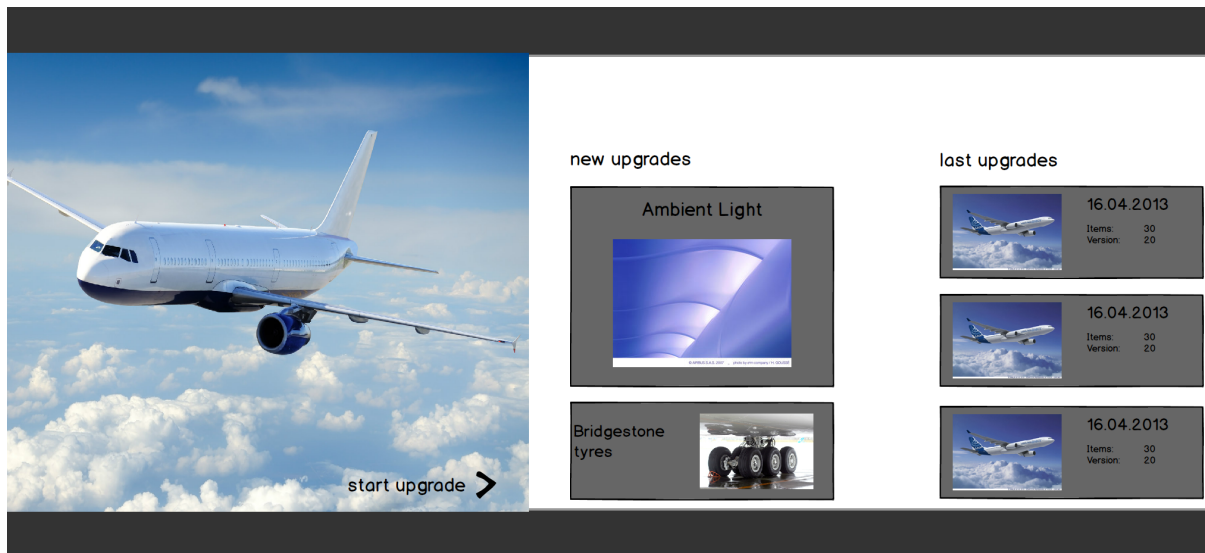 start upgrade
new upgrades
Ambient Light
Bridgestone
tyres
last upgrades
16.04.2013
Items: 30
Version: 20
16.04.2013
Items: 30
Version: 20
16.04.2013
Items: 30
Version: 20